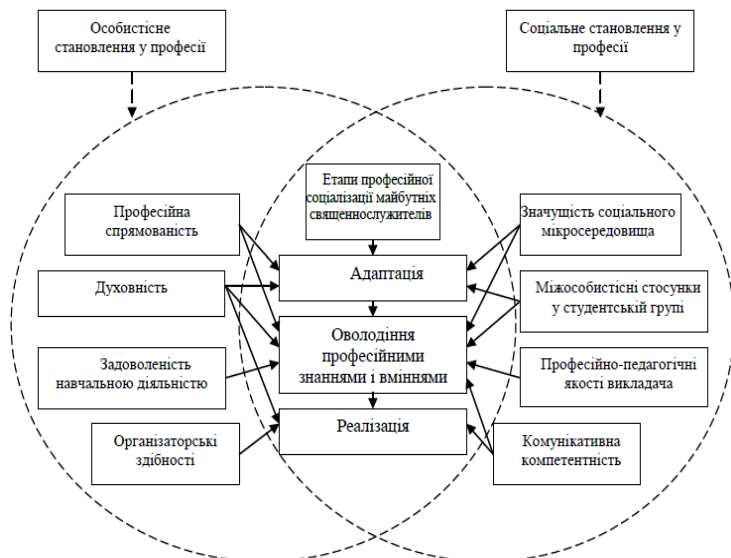 Особистісне
становлення у професії
Соціальне становлення у
професії
Етапи професійної
соціалізації майбутніх
священнослужителів
Професійна
спрямованість
Значущість соціального
мікросередовища
Адаптація
Духовність
Міжособистісні стосунки
у студентській групі
Оволодіння
професійними
знаннями і вміннями
Задоволеність
навчальною діяльністю
Професійно-педагогічні
якості викладача
Реалізація
Організаторські
здібності
Комунікативна
компетентність